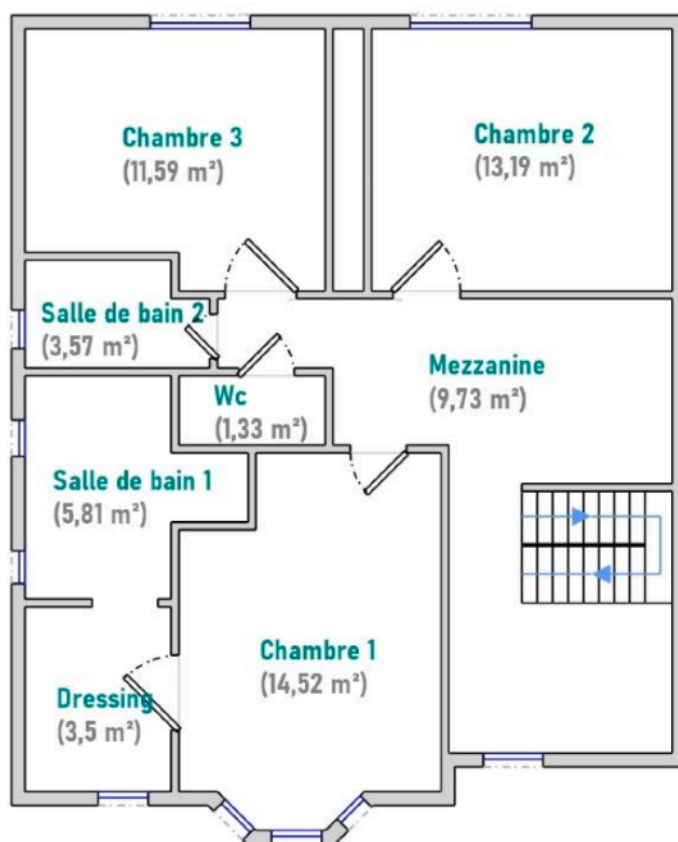 Chambre 3
(11,59 m²)
Chambre 2
(13,19 m²)
Salle de bain 2
(3,57 m²)
Mezzanine
(9,73 m²)
Wc
(1,33 m²)
Salle de bain 1
(5,81 m²)
Chambre 1
(14,52 m²)
Dressing
(3,5 m²)